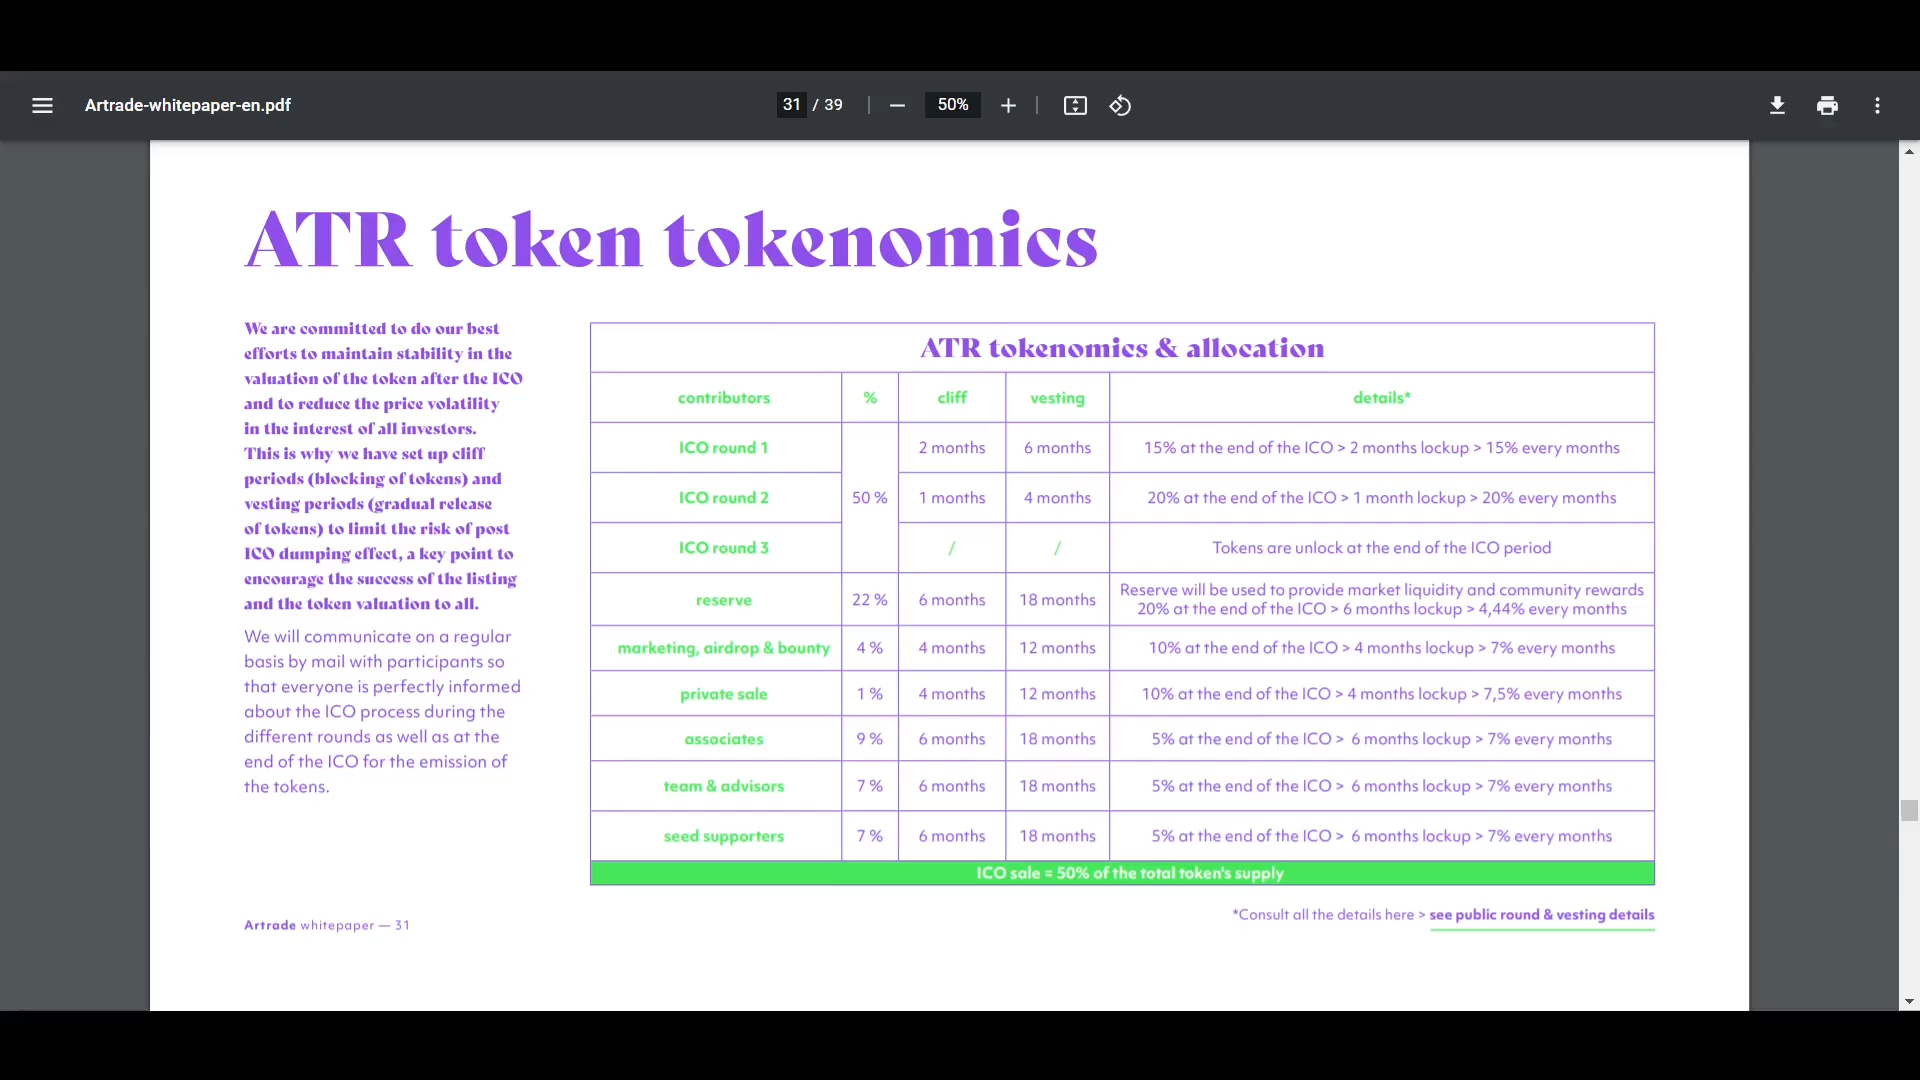 Artrade-whitepaper-en.pdf
31 / 39
50%
ATR token tokenomics
We are committed to do our best
efforts to maintain stability in the
valuation of the token after the ICO
and to reduce the price volatility
in the interest of all investors.
This is why we have set up cliff
periods (blocking of tokens) and
vesting periods (gradual release
of tokens) to limit the risk of post
ICO dumping effect, a key point to
encourage the success of the listing
and the token valuation to all.
We will communicate on a regular
basis by mail with participants so
that everyone is perfectly informed
about the ICO process during the
different rounds as well as at the
end of the ICO for the emission of
the tokens.
ATR tokenomics & allocation
contributors % cliff vesting details*
ICO round 1 2 months 6 months 15% at the end of the ICO > 2 months lockup > 15% every months
ICO round 2 50 % 1 months 4 months 20% at the end of the ICO > 1 month lockup > 20% every months
ICO round 3 / / Tokens are unlock at the end of the ICO period
reserve 22 % 6 months 18 months Reserve will be used to provide market liquidity and community rewards
20% at the end of the ICO > 6 months lockup > 4,44% every months
marketing, airdrop & bounty 4 % 4 months 12 months 10% at the end of the ICO > 4 months lockup > 7% every months
private sale 1 % 4 months 12 months 10% at the end of the ICO > 4 months lockup > 7,5% every months
associates 9 % 6 months 18 months 5% at the end of the ICO > 6 months lockup > 7% every months
team & advisors 7 % 6 months 18 months 5% at the end of the ICO > 6 months lockup > 7% every months
seed supporters 7 % 6 months 18 months 5% at the end of the ICO > 6 months lockup > 7% every months
ICO sale = 50% of the total token's supply
*Consult all the details here > see public round & vesting details
Artrade whitepaper — 31